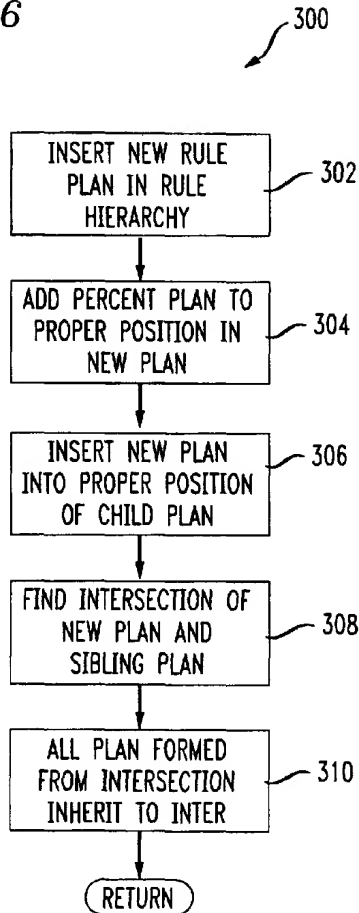 6
300
INSERT NEW RULE
PLAN IN RULE
HIERARCHY
302
ADD PERCENT PLAN TO
PROPER POSITION IN
NEW PLAN
304
INSERT NEW PLAN
INTO PROPER POSITION
OF CHILD PLAN
306
FIND INTERSECTION OF
NEW PLAN AND
SIBLING PLAN
308
ALL PLAN FORMED
FROM INTERSECTION
INHERIT TO INTER
310
RETURN